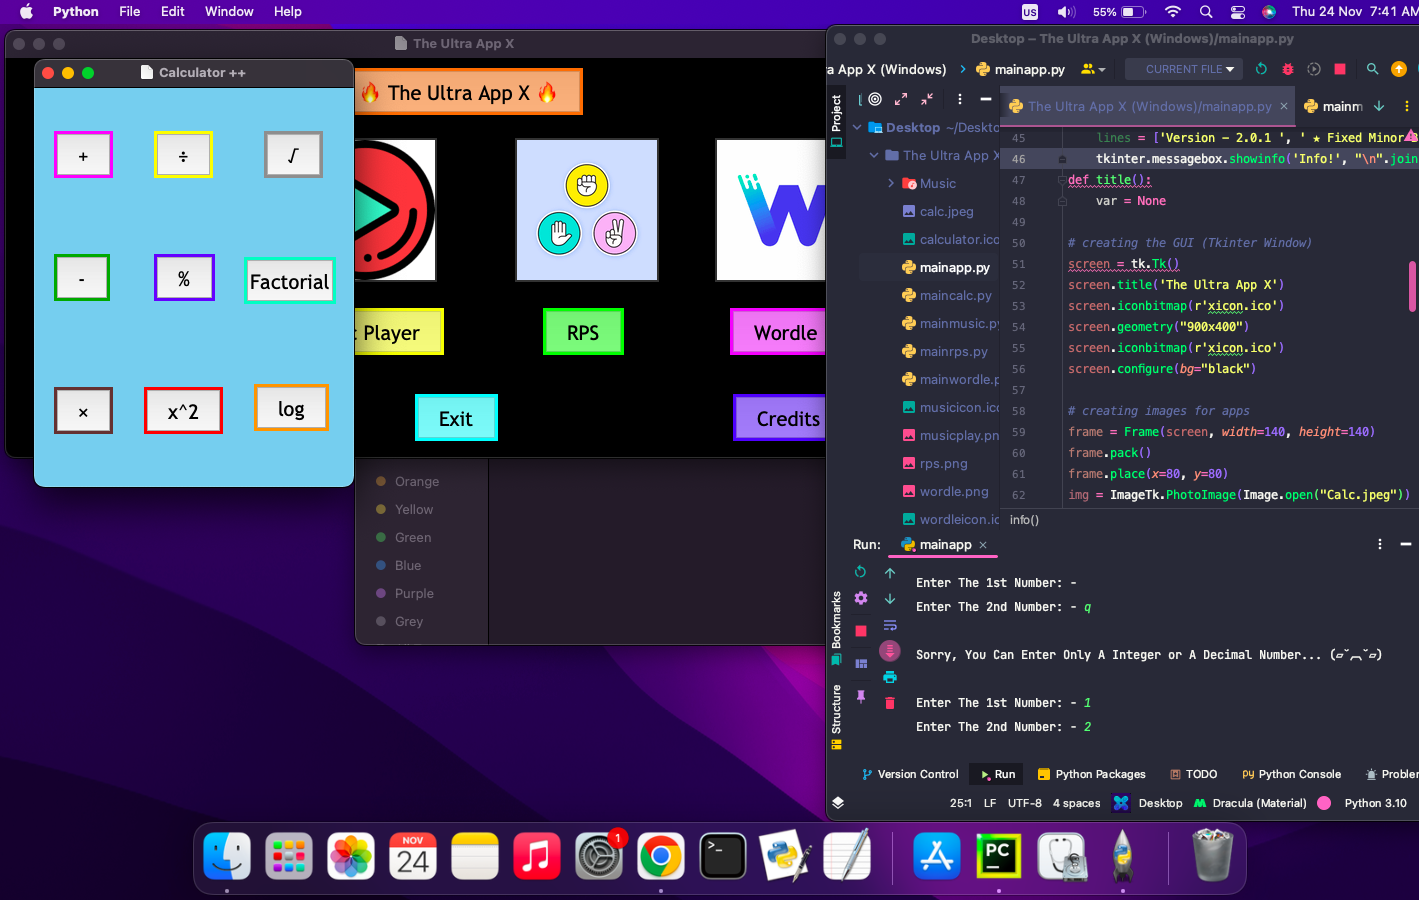 Python File Edit Window Help
US 55% Thu 24 Nov 7:41 AM
The Ultra App X
Calculator ++
+ ÷ √
- % Factorial
× x^2 log
🔥 The Ultra App X 🔥
Player RPS Wordle
Exit Credits
Orange
Yellow
Green
Blue
Purple
Grey
Desktop – The Ultra App X (Windows)/mainapp.py
ra App X (Windows) › mainapp.py CURRENT FILE
Project
The Ultra App X (Windows)/mainapp.py × mainm
Desktop ~/Deskto
The Ultra App X
Music
calc.jpeg
calculator.ico
mainapp.py
maincalc.py
mainmusic.py
mainrps.py
mainwordle.p
musicicon.ico
musicplay.pn
rps.png
wordle.png
wordleicon.ic
45 lines = ['Version - 2.0.1 ', ' ★ Fixed Minor B
46 tkinter.messagebox.showinfo('Info!', "\n".join
47 def title():
48 var = None
49
50 # creating the GUI (Tkinter Window)
51 screen = tk.Tk()
52 screen.title('The Ultra App X')
53 screen.iconbitmap(r'xicon.ico')
54 screen.geometry("900x400")
55 screen.iconbitmap(r'xicon.ico')
56 screen.configure(bg="black")
57
58 # creating images for apps
59 frame = Frame(screen, width=140, height=140)
60 frame.pack()
61 frame.place(x=80, y=80)
62 img = ImageTk.PhotoImage(Image.open("Calc.jpeg"))
info()
Run: mainapp ×
Enter The 1st Number: -
Enter The 2nd Number: - q
Sorry, You Can Enter Only A Integer or A Decimal Number... (▱˘︹˘▱)
Enter The 1st Number: - 1
Enter The 2nd Number: - 2
Bookmarks
Structure
Version Control Run Python Packages TODO Python Console Probler
25:1 LF UTF-8 4 spaces Desktop Dracula (Material) Python 3.10
NOV
24
1
>_
PC